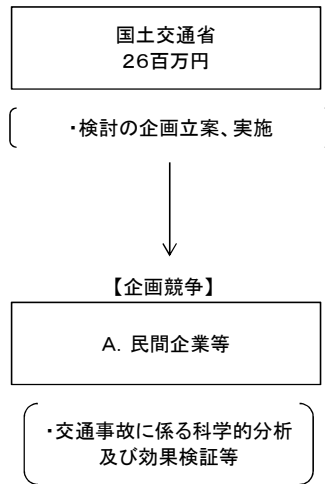 国土交通省
26百万円
・検討の企画立案、実施
【企画競争】
A. 民間企業等
・交通事故に係る科学的分析
及び効果検証等